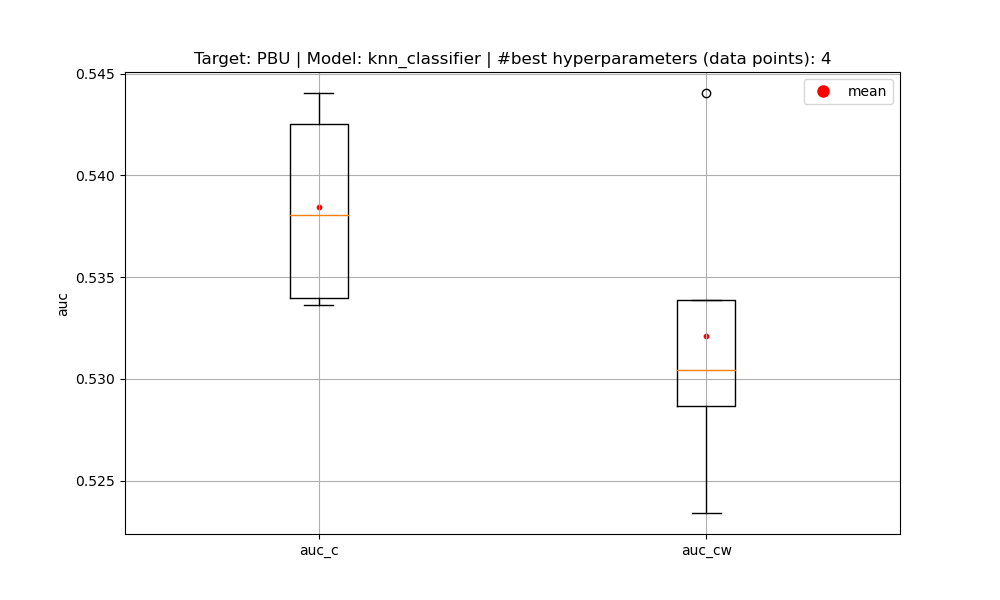 Target: PBU | Model: knn_classifier | #best hyperparameters (data points): 4
mean
0.545
0.540
0.535
0.530
0.525
auc
auc_c
auc_cw